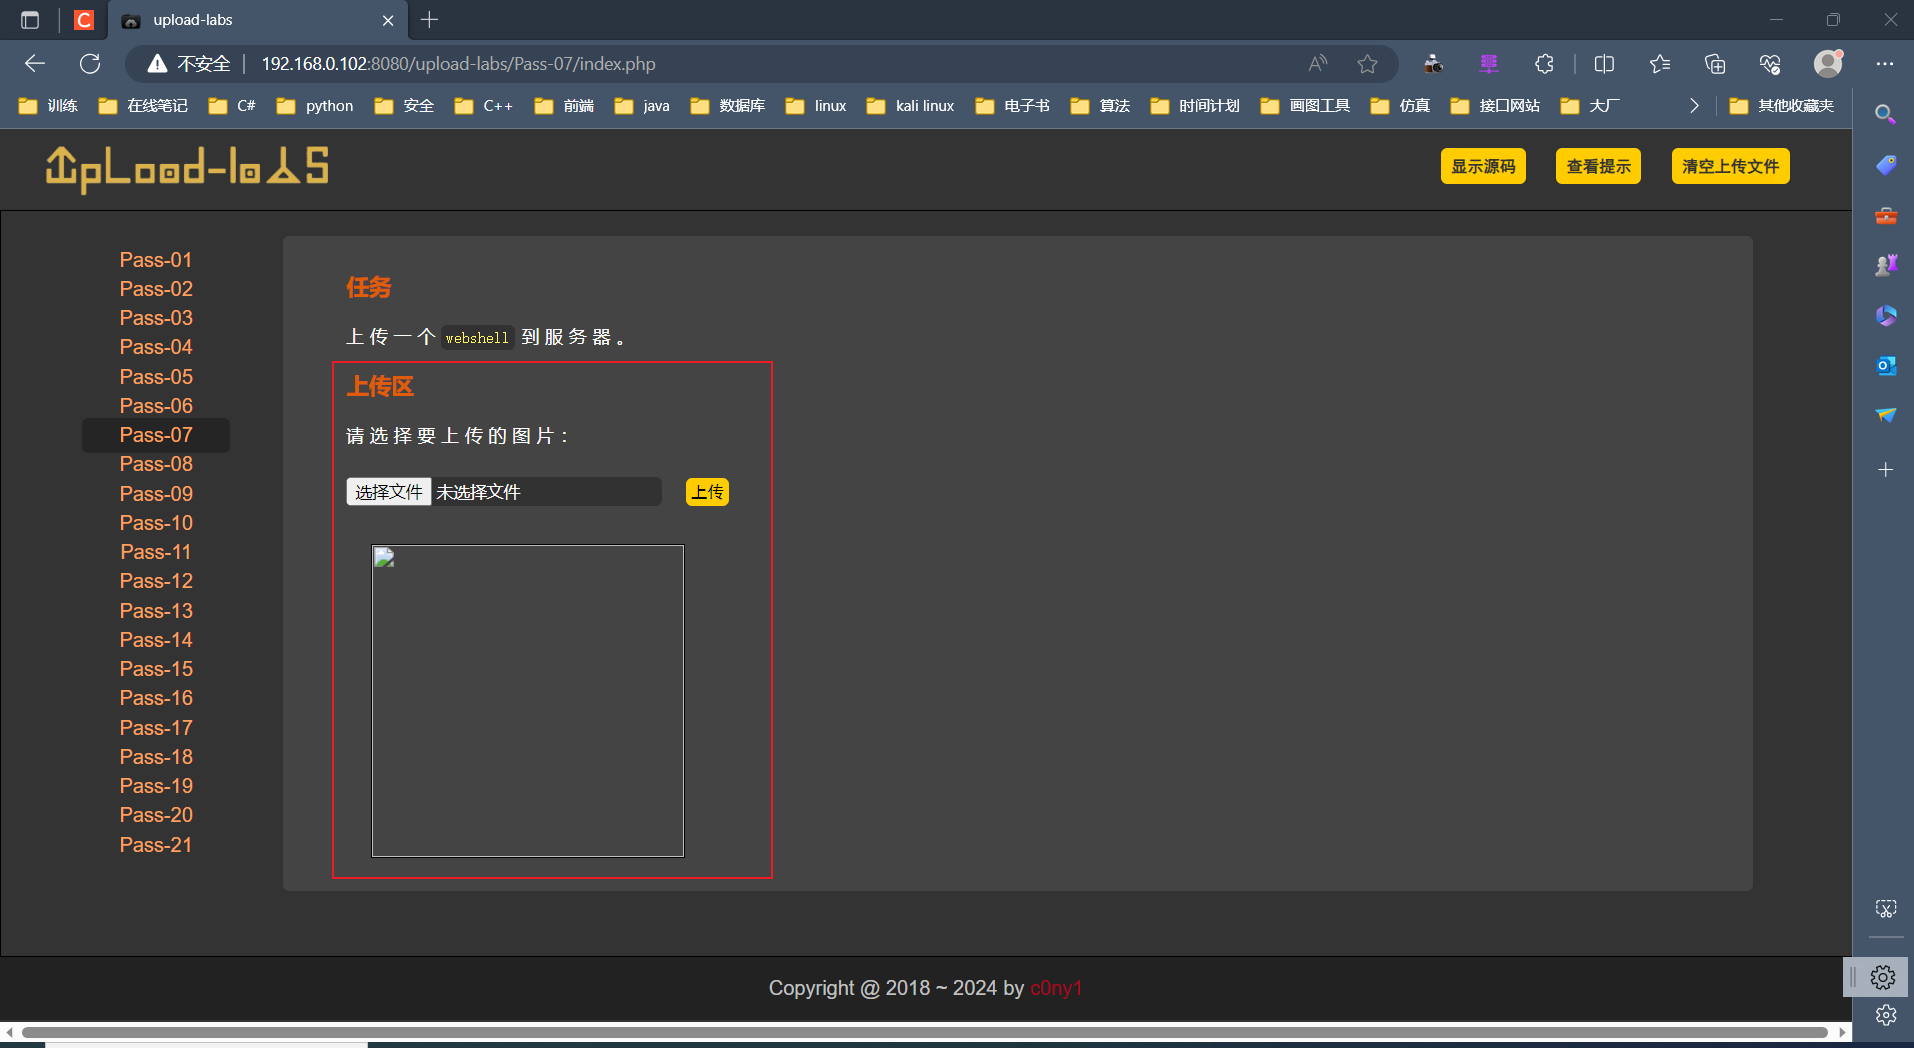 upload-labs
不安全 192.168.0.102:8080/upload-labs/Pass-07/index.php
训练 在线笔记 C# python 安全 C++ 前端 java 数据库 linux kali linux 电子书 算法 时间计划 画图工具 仿真 接口网站 大厂 其他收藏夹
UpLoad-labs
显示源码 查看提示 清空上传文件
Pass-01
Pass-02
Pass-03
Pass-04
Pass-05
Pass-06
Pass-07
Pass-08
Pass-09
Pass-10
Pass-11
Pass-12
Pass-13
Pass-14
Pass-15
Pass-16
Pass-17
Pass-18
Pass-19
Pass-20
Pass-21
任务
上传一个 webshell 到服务器。
上传区
请选择要上传的图片：
选择文件 未选择文件 上传
Copyright @ 2018 ~ 2024 by c0ny1